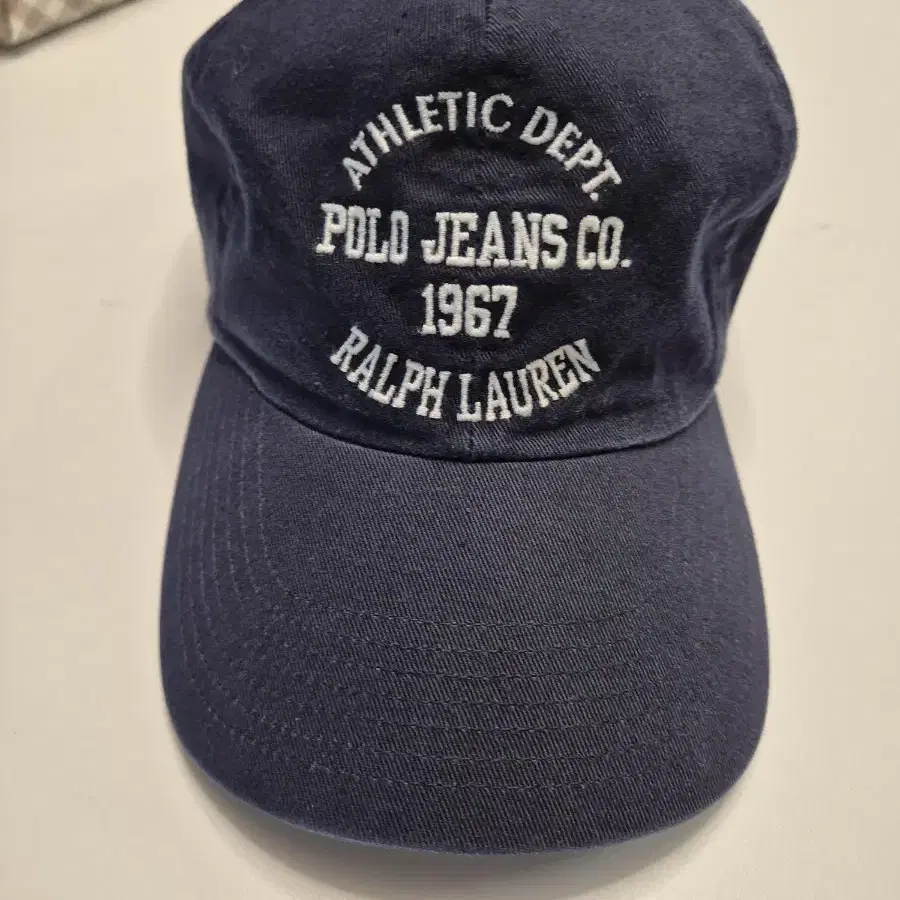 ATHLETIC DEPT.
POLO JEANS CO.
1967
RALPH LAUREN